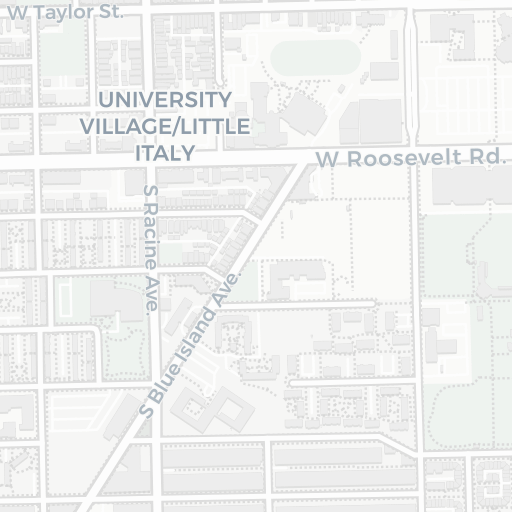 W Taylor St.
UNIVERSITY
VILLAGE/LITTLE
ITALY
W Roosevelt Rd.
S Racine Ave.
S Blue Island Ave.